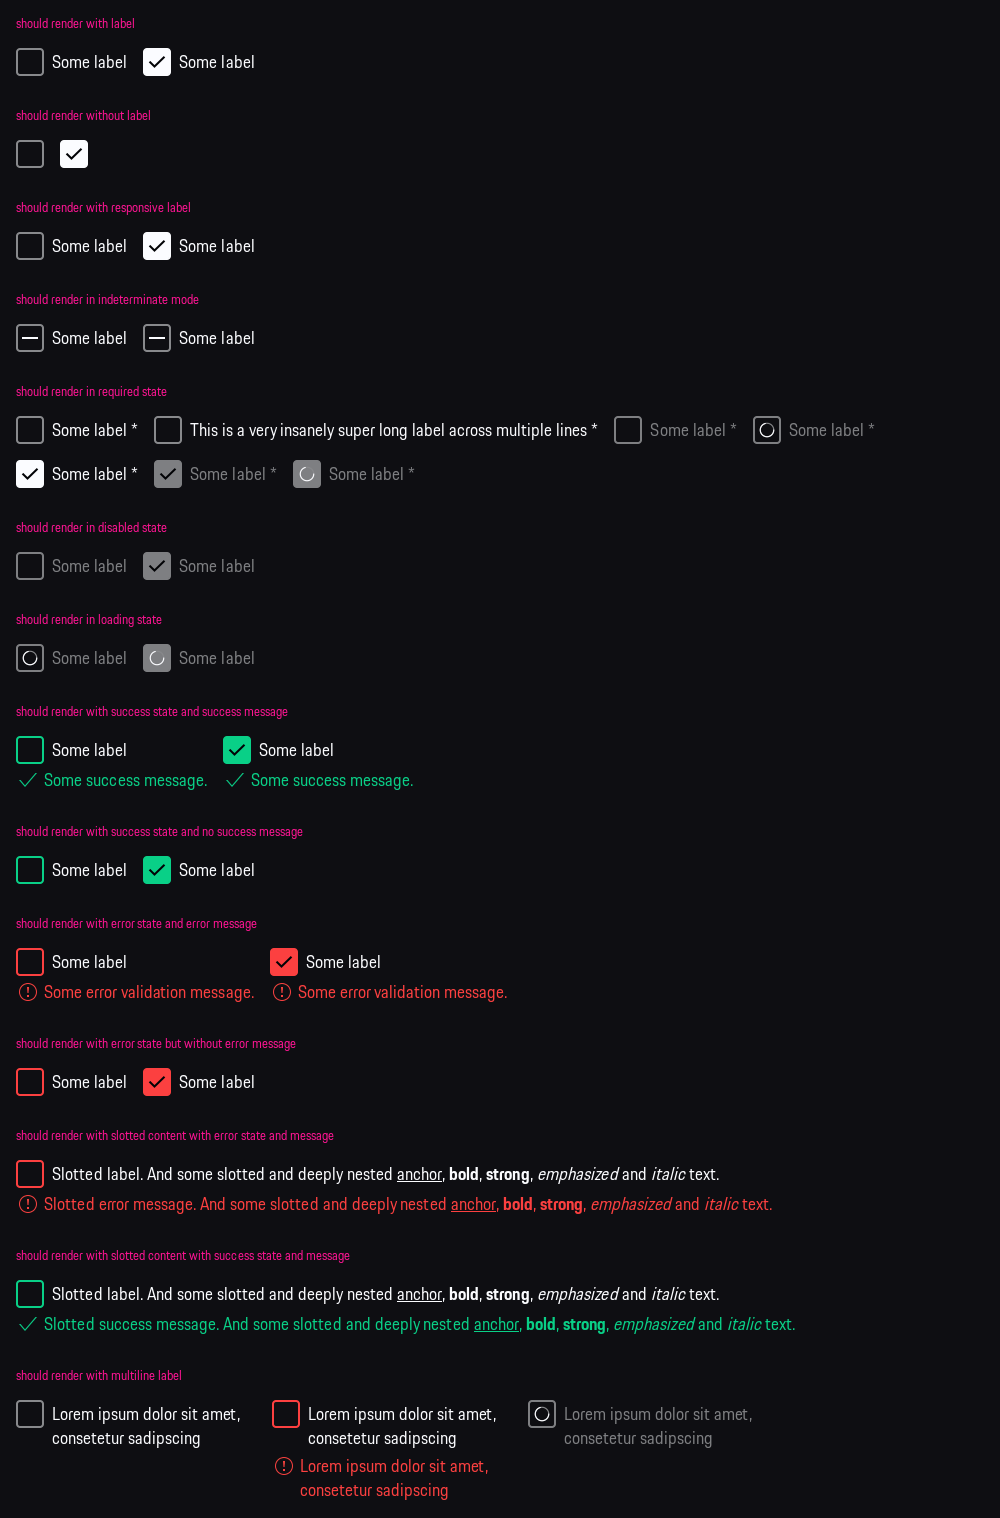 should render with label
Some label Some label
should render without label
should render with responsive label
Some label Some label
should render in indeterminate mode
Some label Some label
should render in required state
Some label * This is a very insanely super long label across multiple lines * Some label * Some label *
Some label * Some label * Some label *
should render in disabled state
Some label Some label
should render in loading state
Some label Some label
should render with success state and success message
Some label Some label
Some success message. Some success message.
should render with success state and no success message
Some label Some label
should render with error state and error message
Some label Some label
Some error validation message. Some error validation message.
should render with error state but without error message
Some label Some label
should render with slotted content with error state and message
Slotted label. And some slotted and deeply nested anchor, bold, strong, emphasized and italic text.
Slotted error message. And some slotted and deeply nested anchor, bold, strong, emphasized and italic text.
should render with slotted content with success state and message
Slotted label. And some slotted and deeply nested anchor, bold, strong, emphasized and italic text.
Slotted success message. And some slotted and deeply nested anchor, bold, strong, emphasized and italic text.
should render with multiline label
Lorem ipsum dolor sit amet, Lorem ipsum dolor sit amet, Lorem ipsum dolor sit amet,
consetetur sadipscing consetetur sadipscing consetetur sadipscing
Lorem ipsum dolor sit amet,
consetetur sadipscing